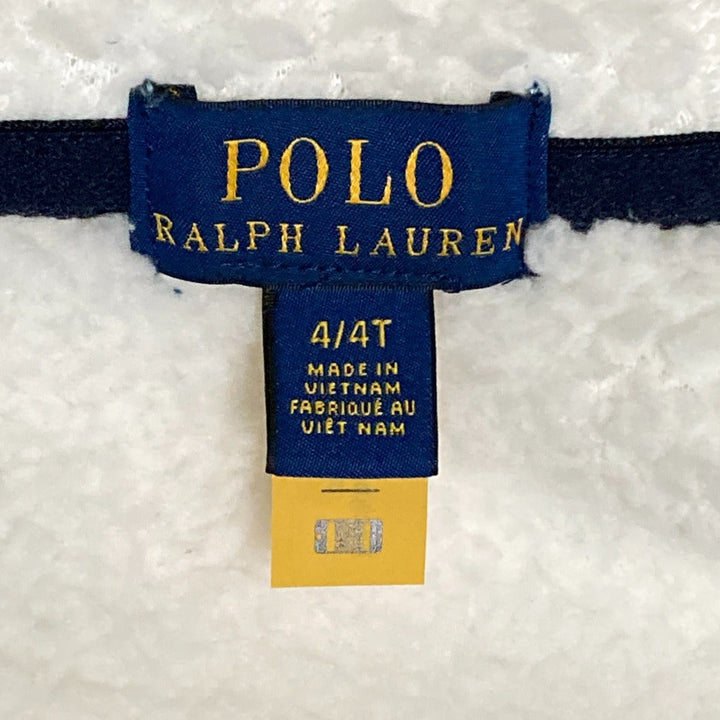 POLO
RALPH LAUREN
4/4T
MADE IN
VIETNAM
FABRIQUÉ AU
VIÊT NAM